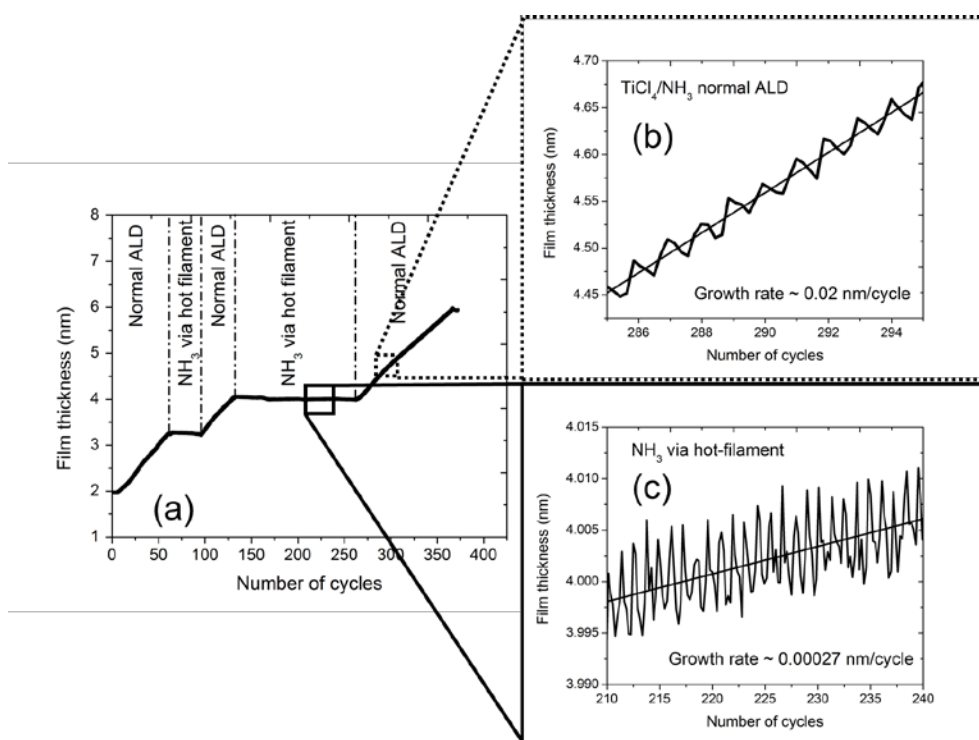 8
7
6
5
4
3
2
1
Film thickness (nm)
Normal ALD
NH₃ via hot filament
Normal ALD
NH₃ via hot filament
Normal ALD
(a)
0 50 100 150 200 250 300 350 400
Number of cycles
4.70
4.65
4.60
4.55
4.50
4.45
Film thickness (nm)
TiCl₄/NH₃ normal ALD
(b)
Growth rate ~ 0.02 nm/cycle
286 288 290 292 294
Number of cycles
4.015
4.010
4.005
4.000
3.995
3.990
Film thickness (nm)
NH₃ via hot-filament
(c)
Growth rate ~ 0.00027 nm/cycle
210 215 220 225 230 235 240
Number of cycles